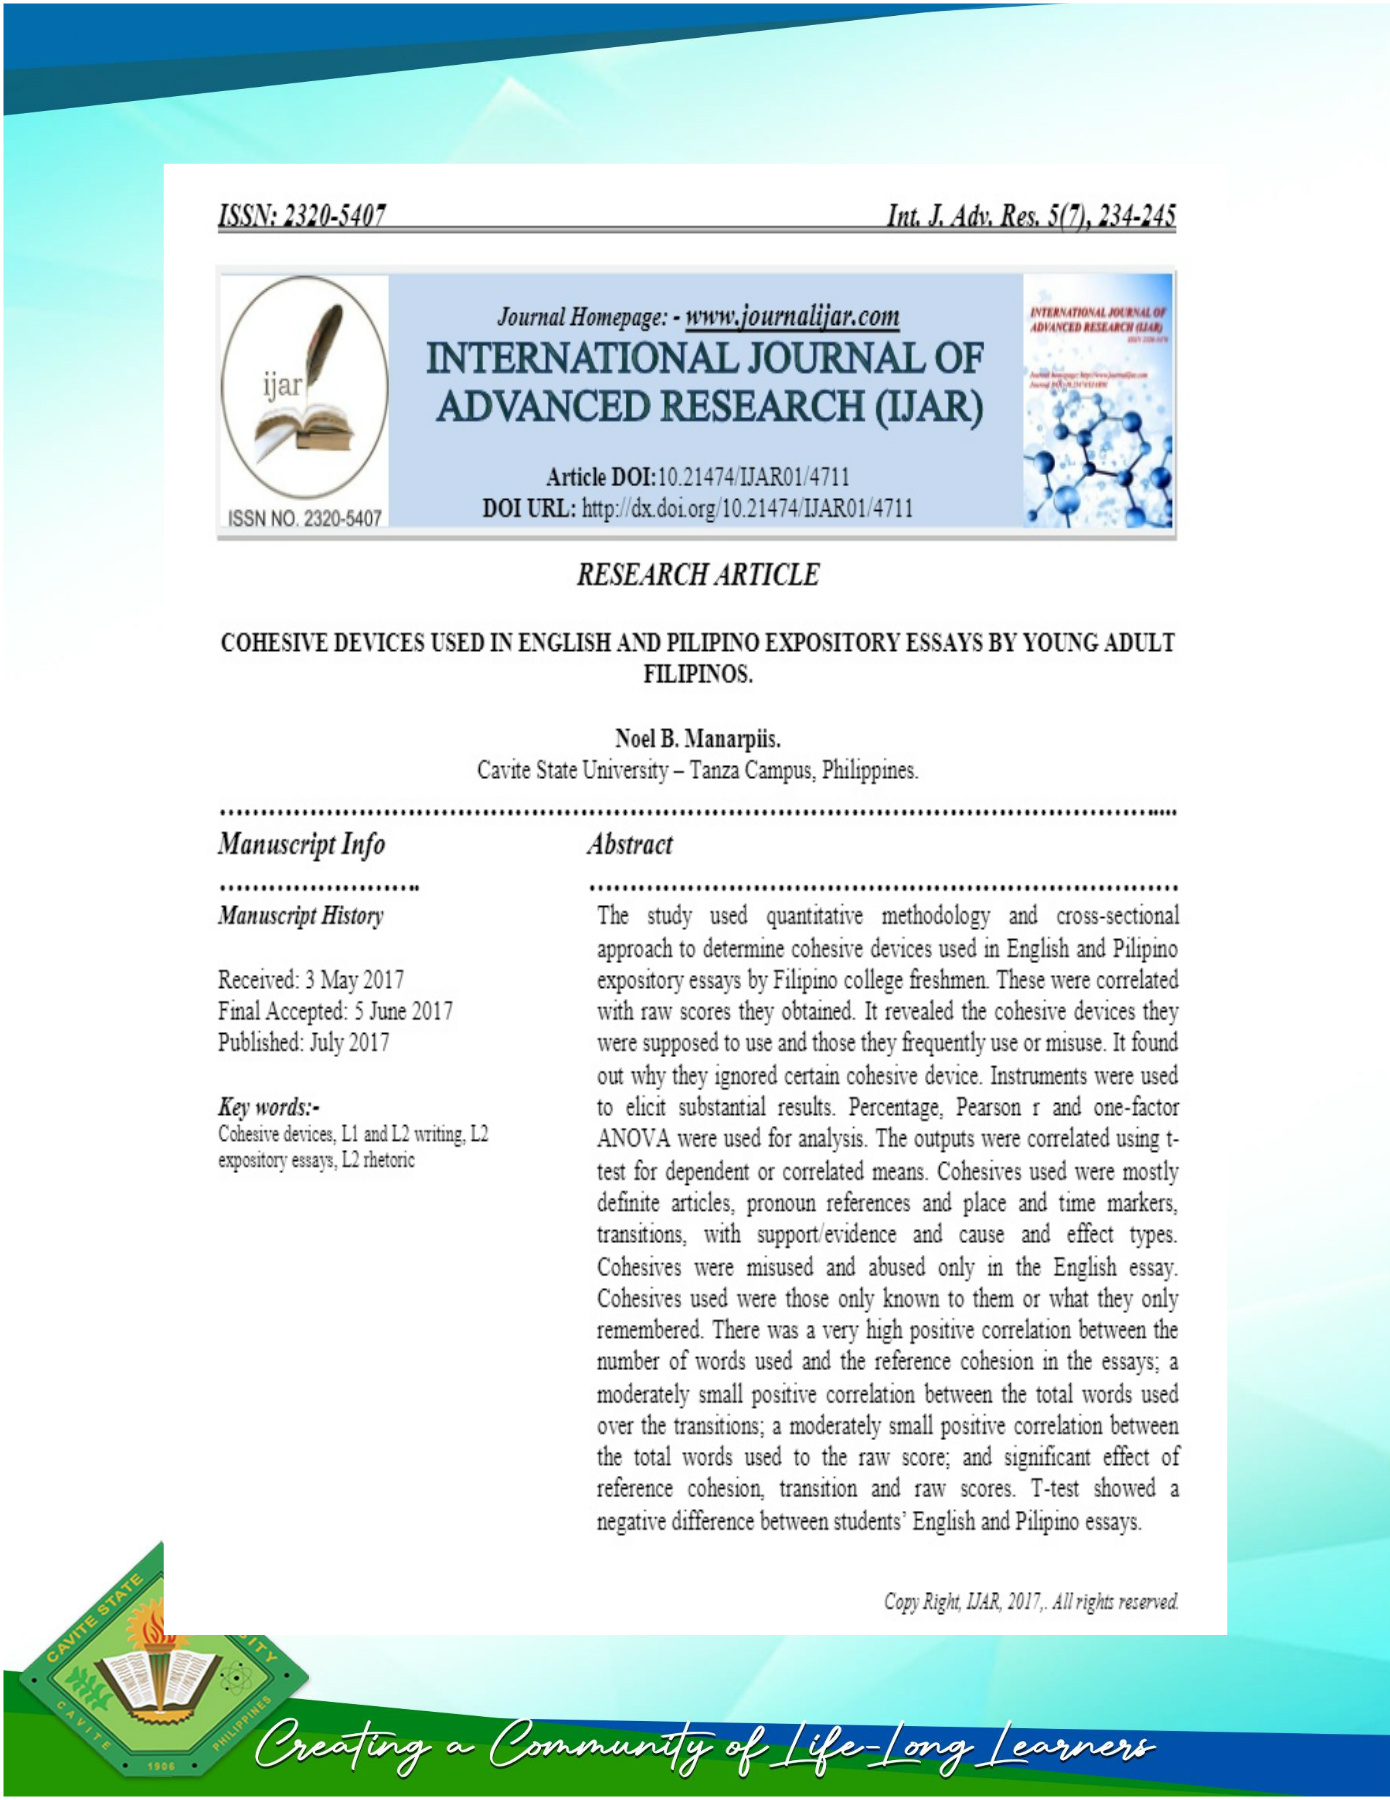 ISSN: 2320-5407 Int. J. Adv. Res. 5(7), 234-245
ijar
ISSN NO. 2320-5407
Journal Homepage: - www.journalijar.com
INTERNATIONAL JOURNAL OF
ADVANCED RESEARCH (IJAR)
Article DOI:10.21474/IJAR01/4711
DOI URL: http://dx.doi.org/10.21474/IJAR01/4711
INTERNATIONAL JOURNAL OF
ADVANCED RESEARCH (IJAR)
RESEARCH ARTICLE
COHESIVE DEVICES USED IN ENGLISH AND PILIPINO EXPOSITORY ESSAYS BY YOUNG ADULT
FILIPINOS.
Noel B. Manarpiis.
Cavite State University – Tanza Campus, Philippines.
Manuscript Info
Manuscript History
Received: 3 May 2017
Final Accepted: 5 June 2017
Published: July 2017
Key words:-
Cohesive devices, L1 and L2 writing, L2
expository essays, L2 rhetoric
Abstract
The study used quantitative methodology and cross-sectional
approach to determine cohesive devices used in English and Pilipino
expository essays by Filipino college freshmen. These were correlated
with raw scores they obtained. It revealed the cohesive devices they
were supposed to use and those they frequently use or misuse. It found
out why they ignored certain cohesive device. Instruments were used
to elicit substantial results. Percentage, Pearson r and one-factor
ANOVA were used for analysis. The outputs were correlated using t-
test for dependent or correlated means. Cohesives used were mostly
definite articles, pronoun references and place and time markers,
transitions, with support/evidence and cause and effect types.
Cohesives were misused and abused only in the English essay.
Cohesives used were those only known to them or what they only
remembered. There was a very high positive correlation between the
number of words used and the reference cohesion in the essays; a
moderately small positive correlation between the total words used
over the transitions; a moderately small positive correlation between
the total words used to the raw score; and significant effect of
reference cohesion, transition and raw scores. T-test showed a
negative difference between students’ English and Pilipino essays.
Copy Right, IJAR, 2017,. All rights reserved.
CAVITE STATE
SITY
CAVITE
PHILIPPINES
1906
Creating a Community of Life-Long Learners